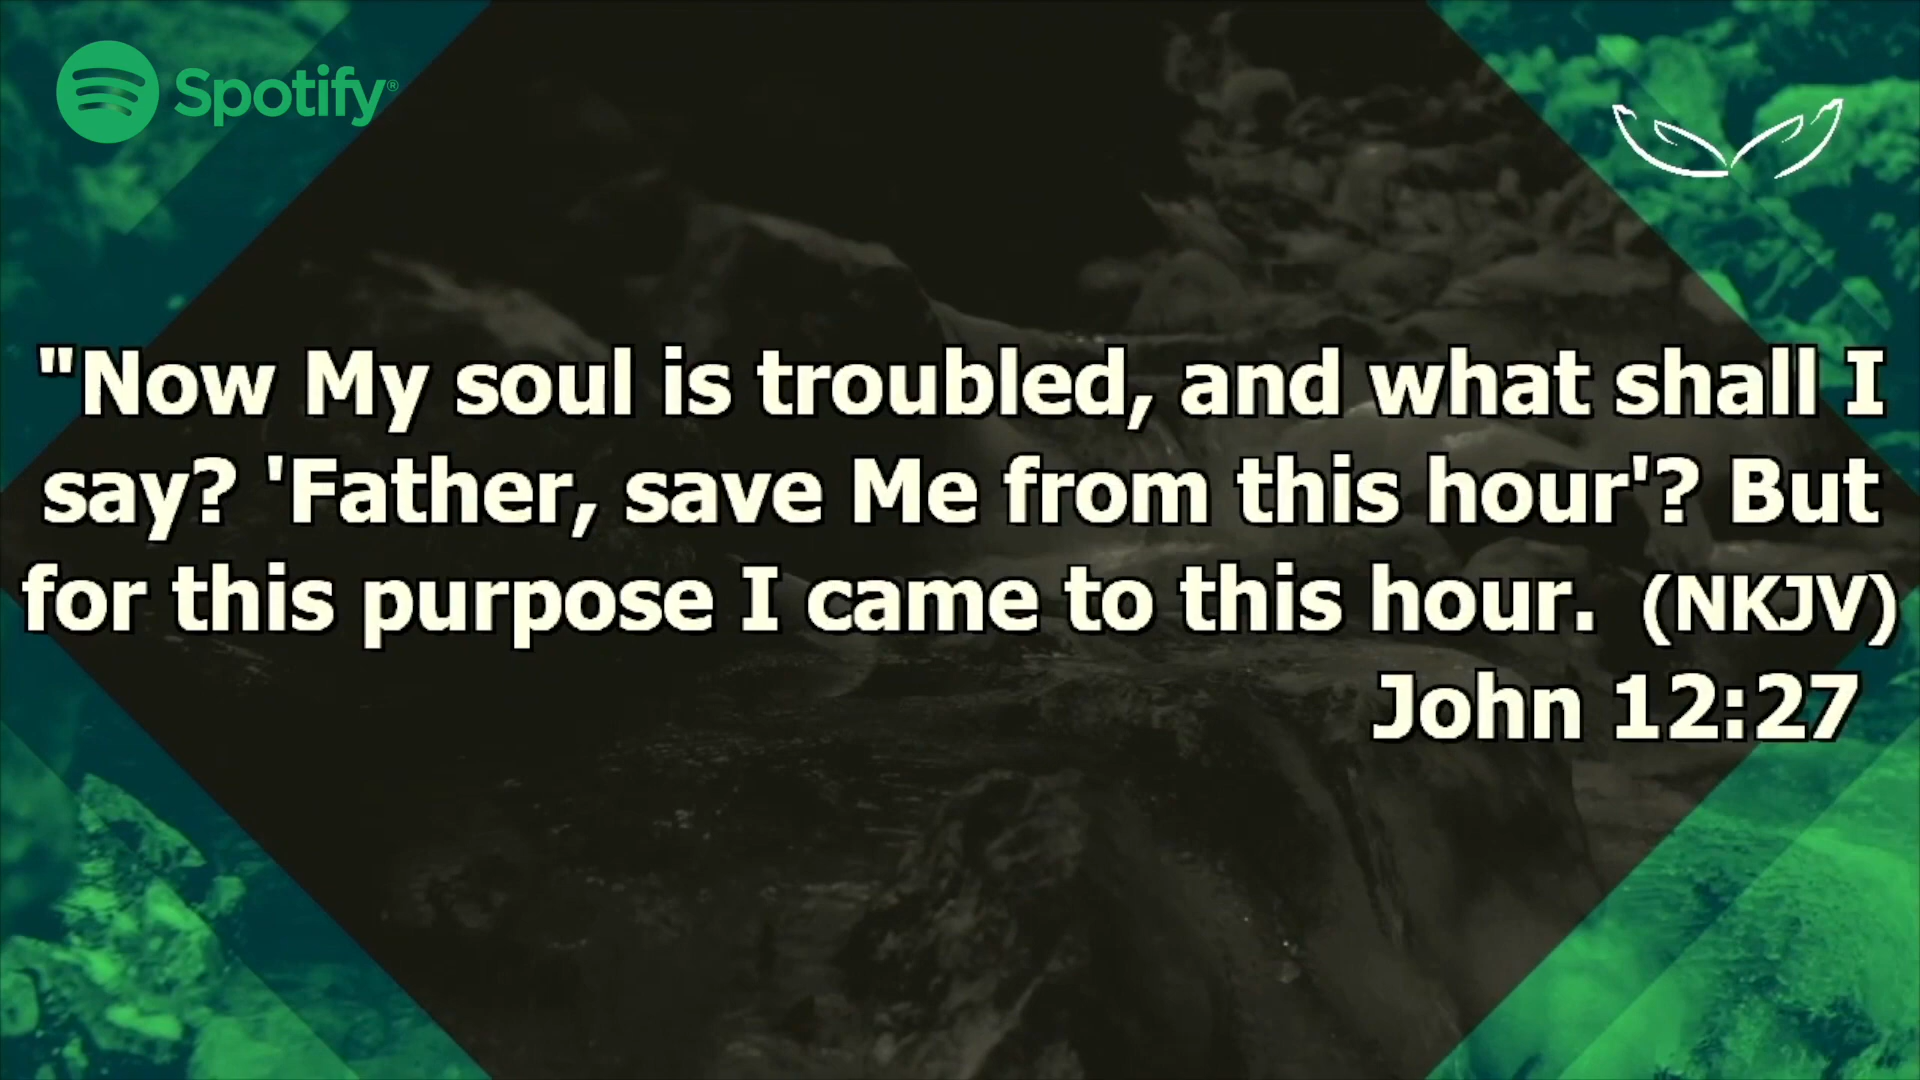 Spotify®
"Now My soul is troubled, and what shall I
say? 'Father, save Me from this hour'? But
for this purpose I came to this hour. (NKJV)
John 12:27